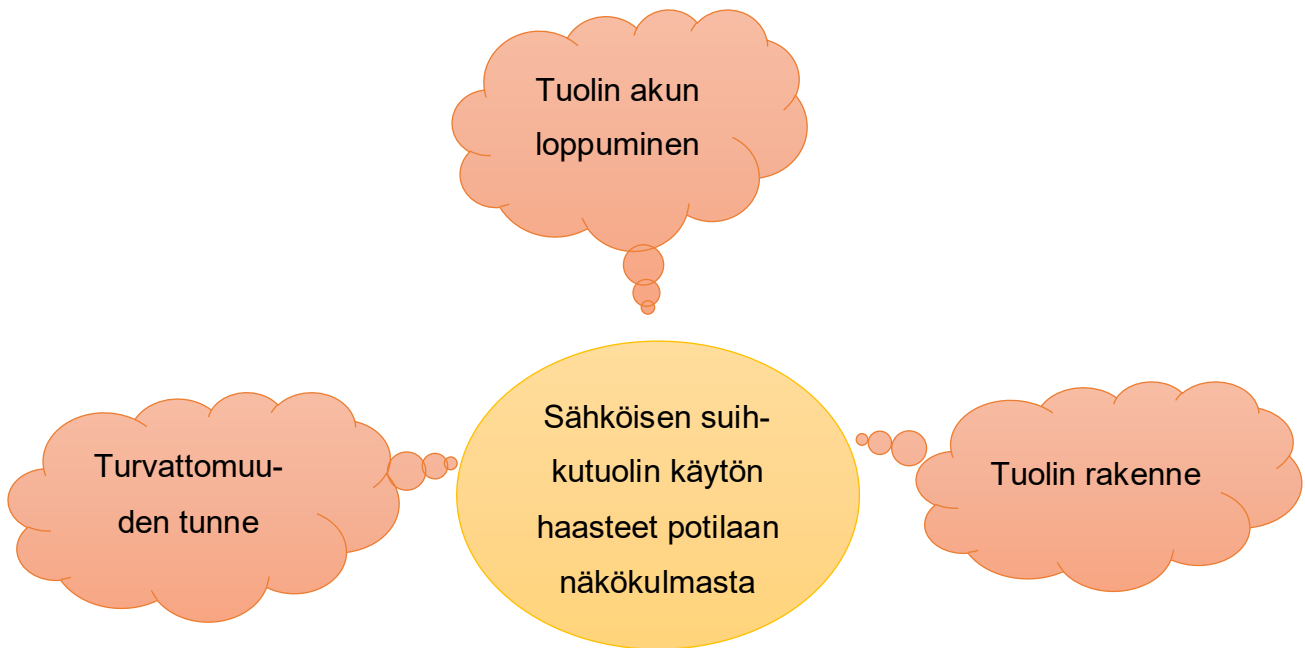 Tuolin akun
loppuminen
Turvattomuu-
den tunne
Sähköisen suih-
kutuolin käytön
haasteet potilaan
näkökulmasta
Tuolin rakenne